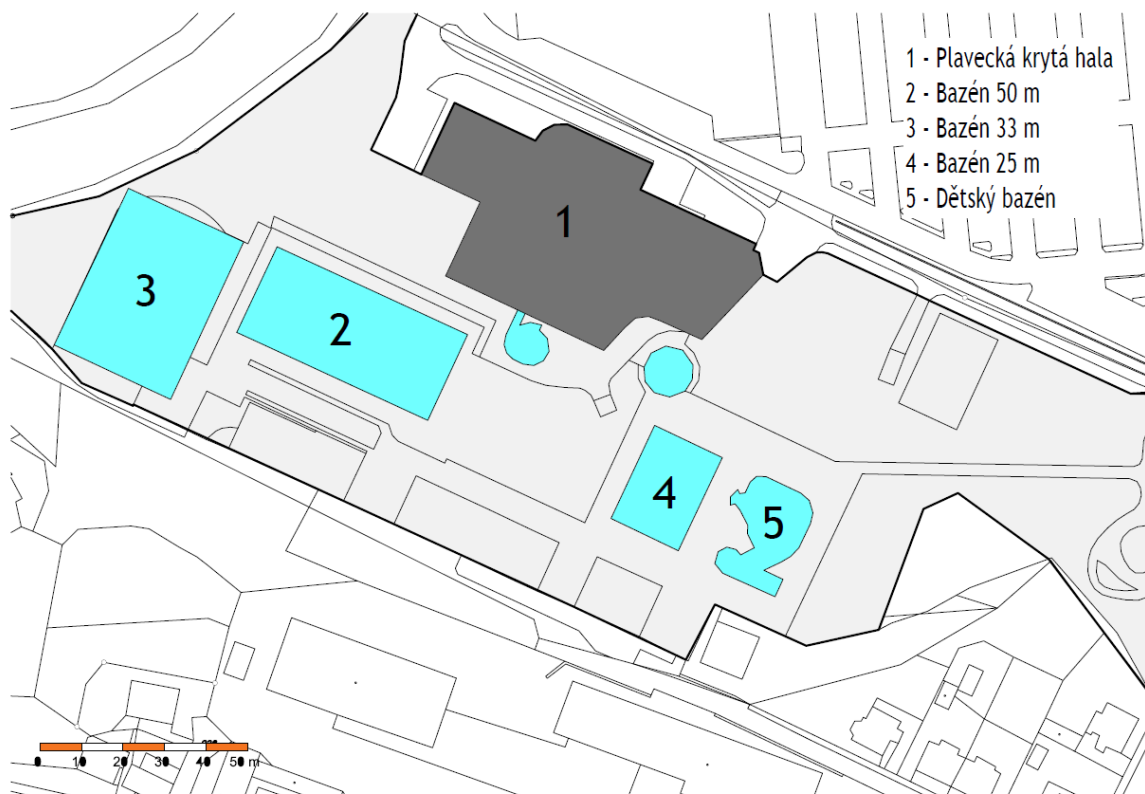 1 - Plavecká krytá hala
2 - Bazén 50 m
3 - Bazén 33 m
4 - Bazén 25 m
5 - Dětský bazén
1
3
2
4
5
0 10 20 30 40 50 m